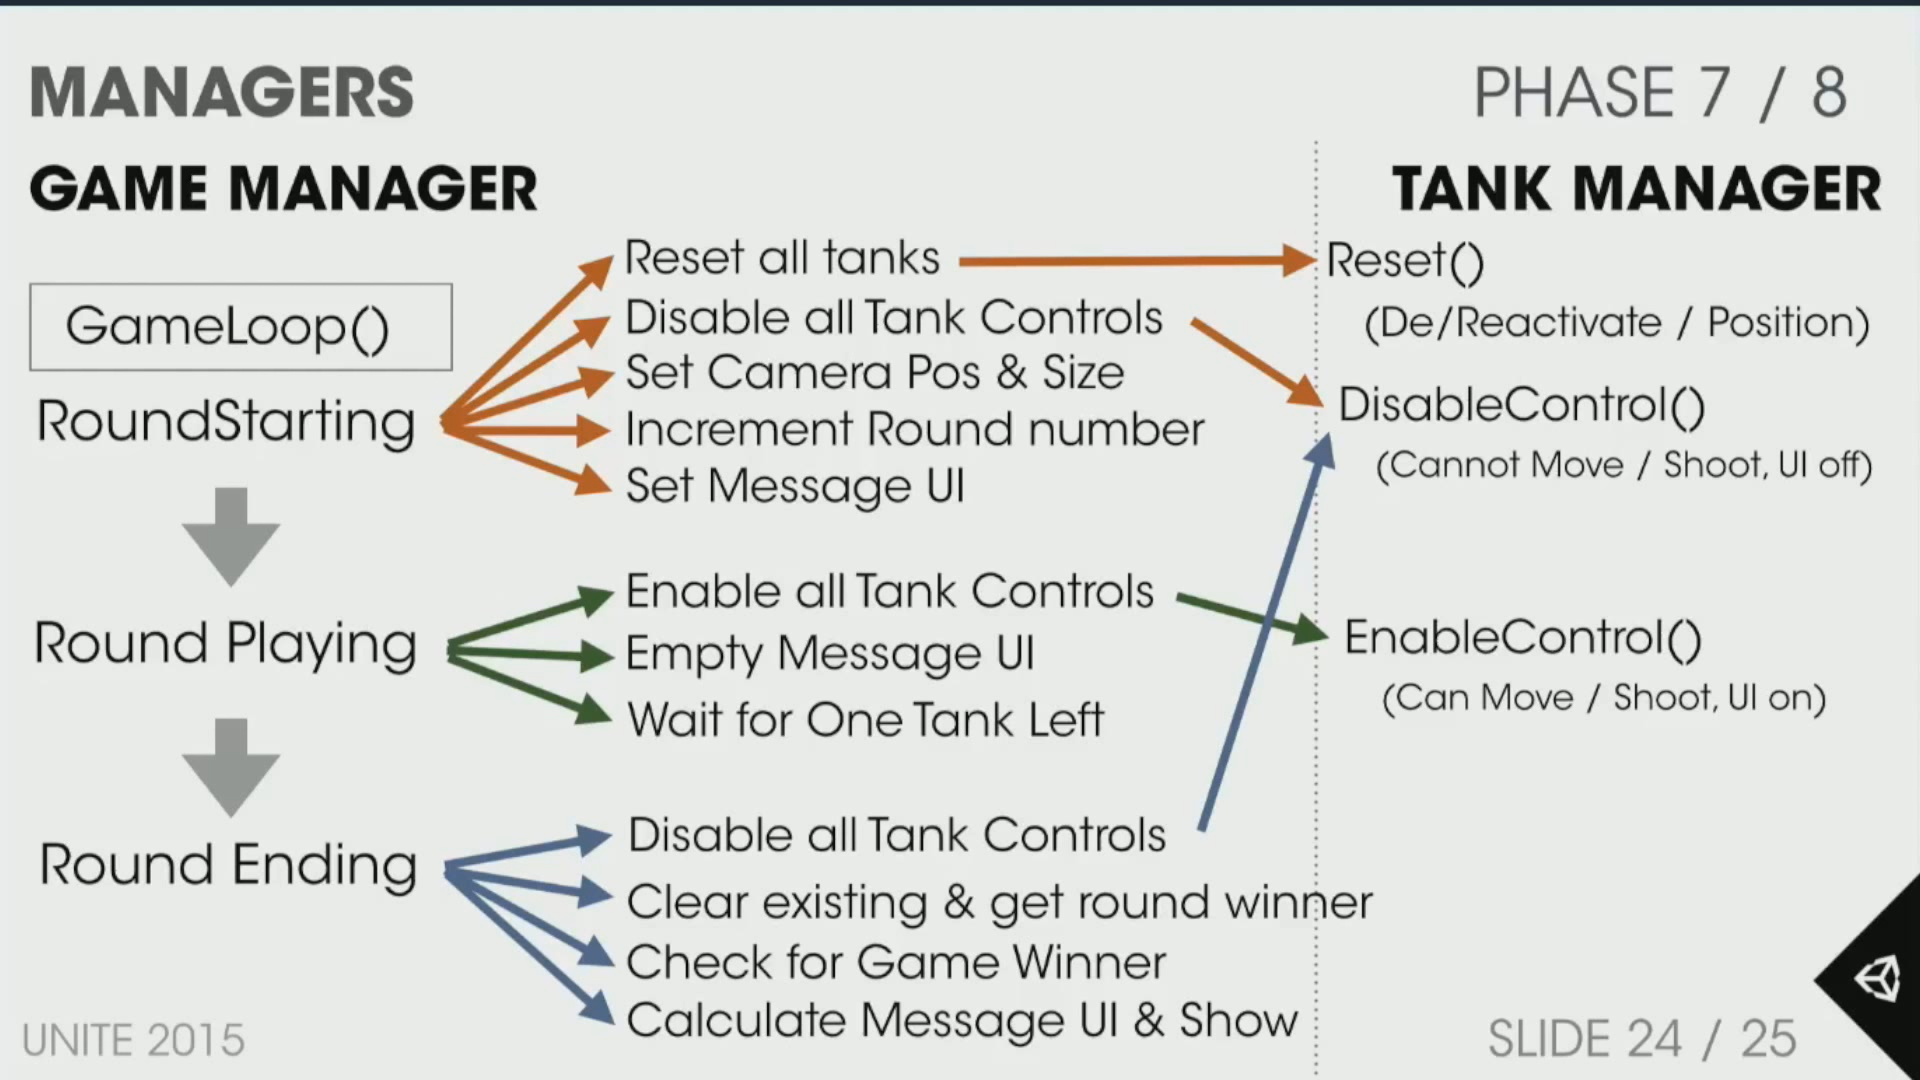 MANAGERS
PHASE 7 / 8
GAME MANAGER
TANK MANAGER
GameLoop()
RoundStarting
Reset all tanks
Disable all Tank Controls
Set Camera Pos & Size
Increment Round number
Set Message UI
Reset()
(De/Reactivate / Position)
DisableControl()
(Cannot Move / Shoot, UI off)
Round Playing
Enable all Tank Controls
Empty Message UI
Wait for One Tank Left
EnableControl()
(Can Move / Shoot, UI on)
Round Ending
Disable all Tank Controls
Clear existing & get round winner
Check for Game Winner
Calculate Message UI & Show
UNITE 2015
SLIDE 24 / 25